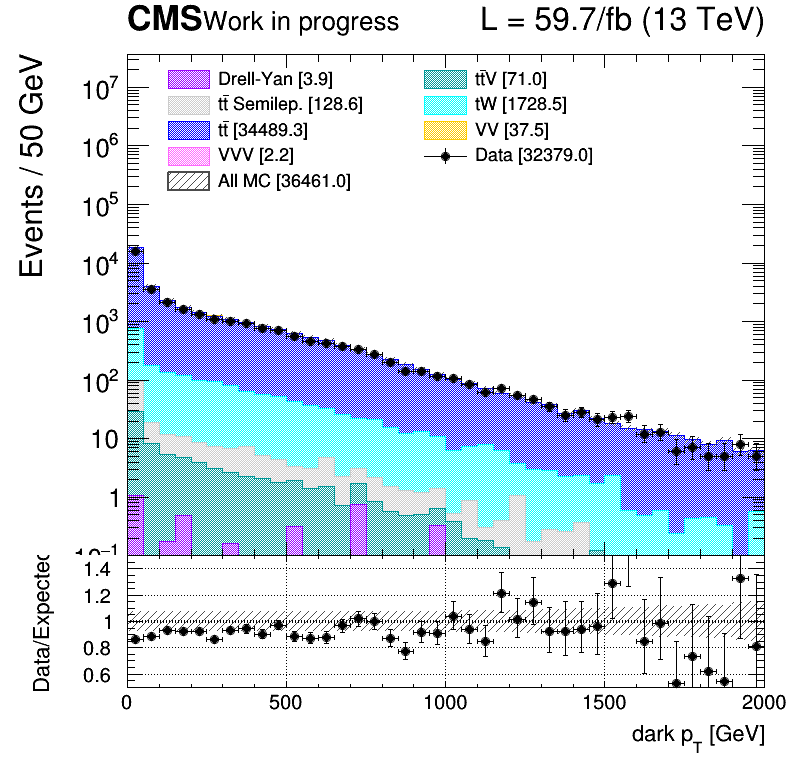 CMS Work in progress L = 59.7/fb (13 TeV)
Events / 50 GeV
Drell-Yan [3.9]
tt̄ Semilep. [128.6]
tt̄ [34489.3]
VVV [2.2]
All MC [36461.0]
tt̄V [71.0]
tW [1728.5]
VV [37.5]
Data [32379.0]
10⁷
10⁶
10⁵
10⁴
10³
10²
10
1
10⁻¹
Data/Expected
1.4
1.2
1
0.8
0.6
0 500 1000 1500 2000
dark p_T [GeV]